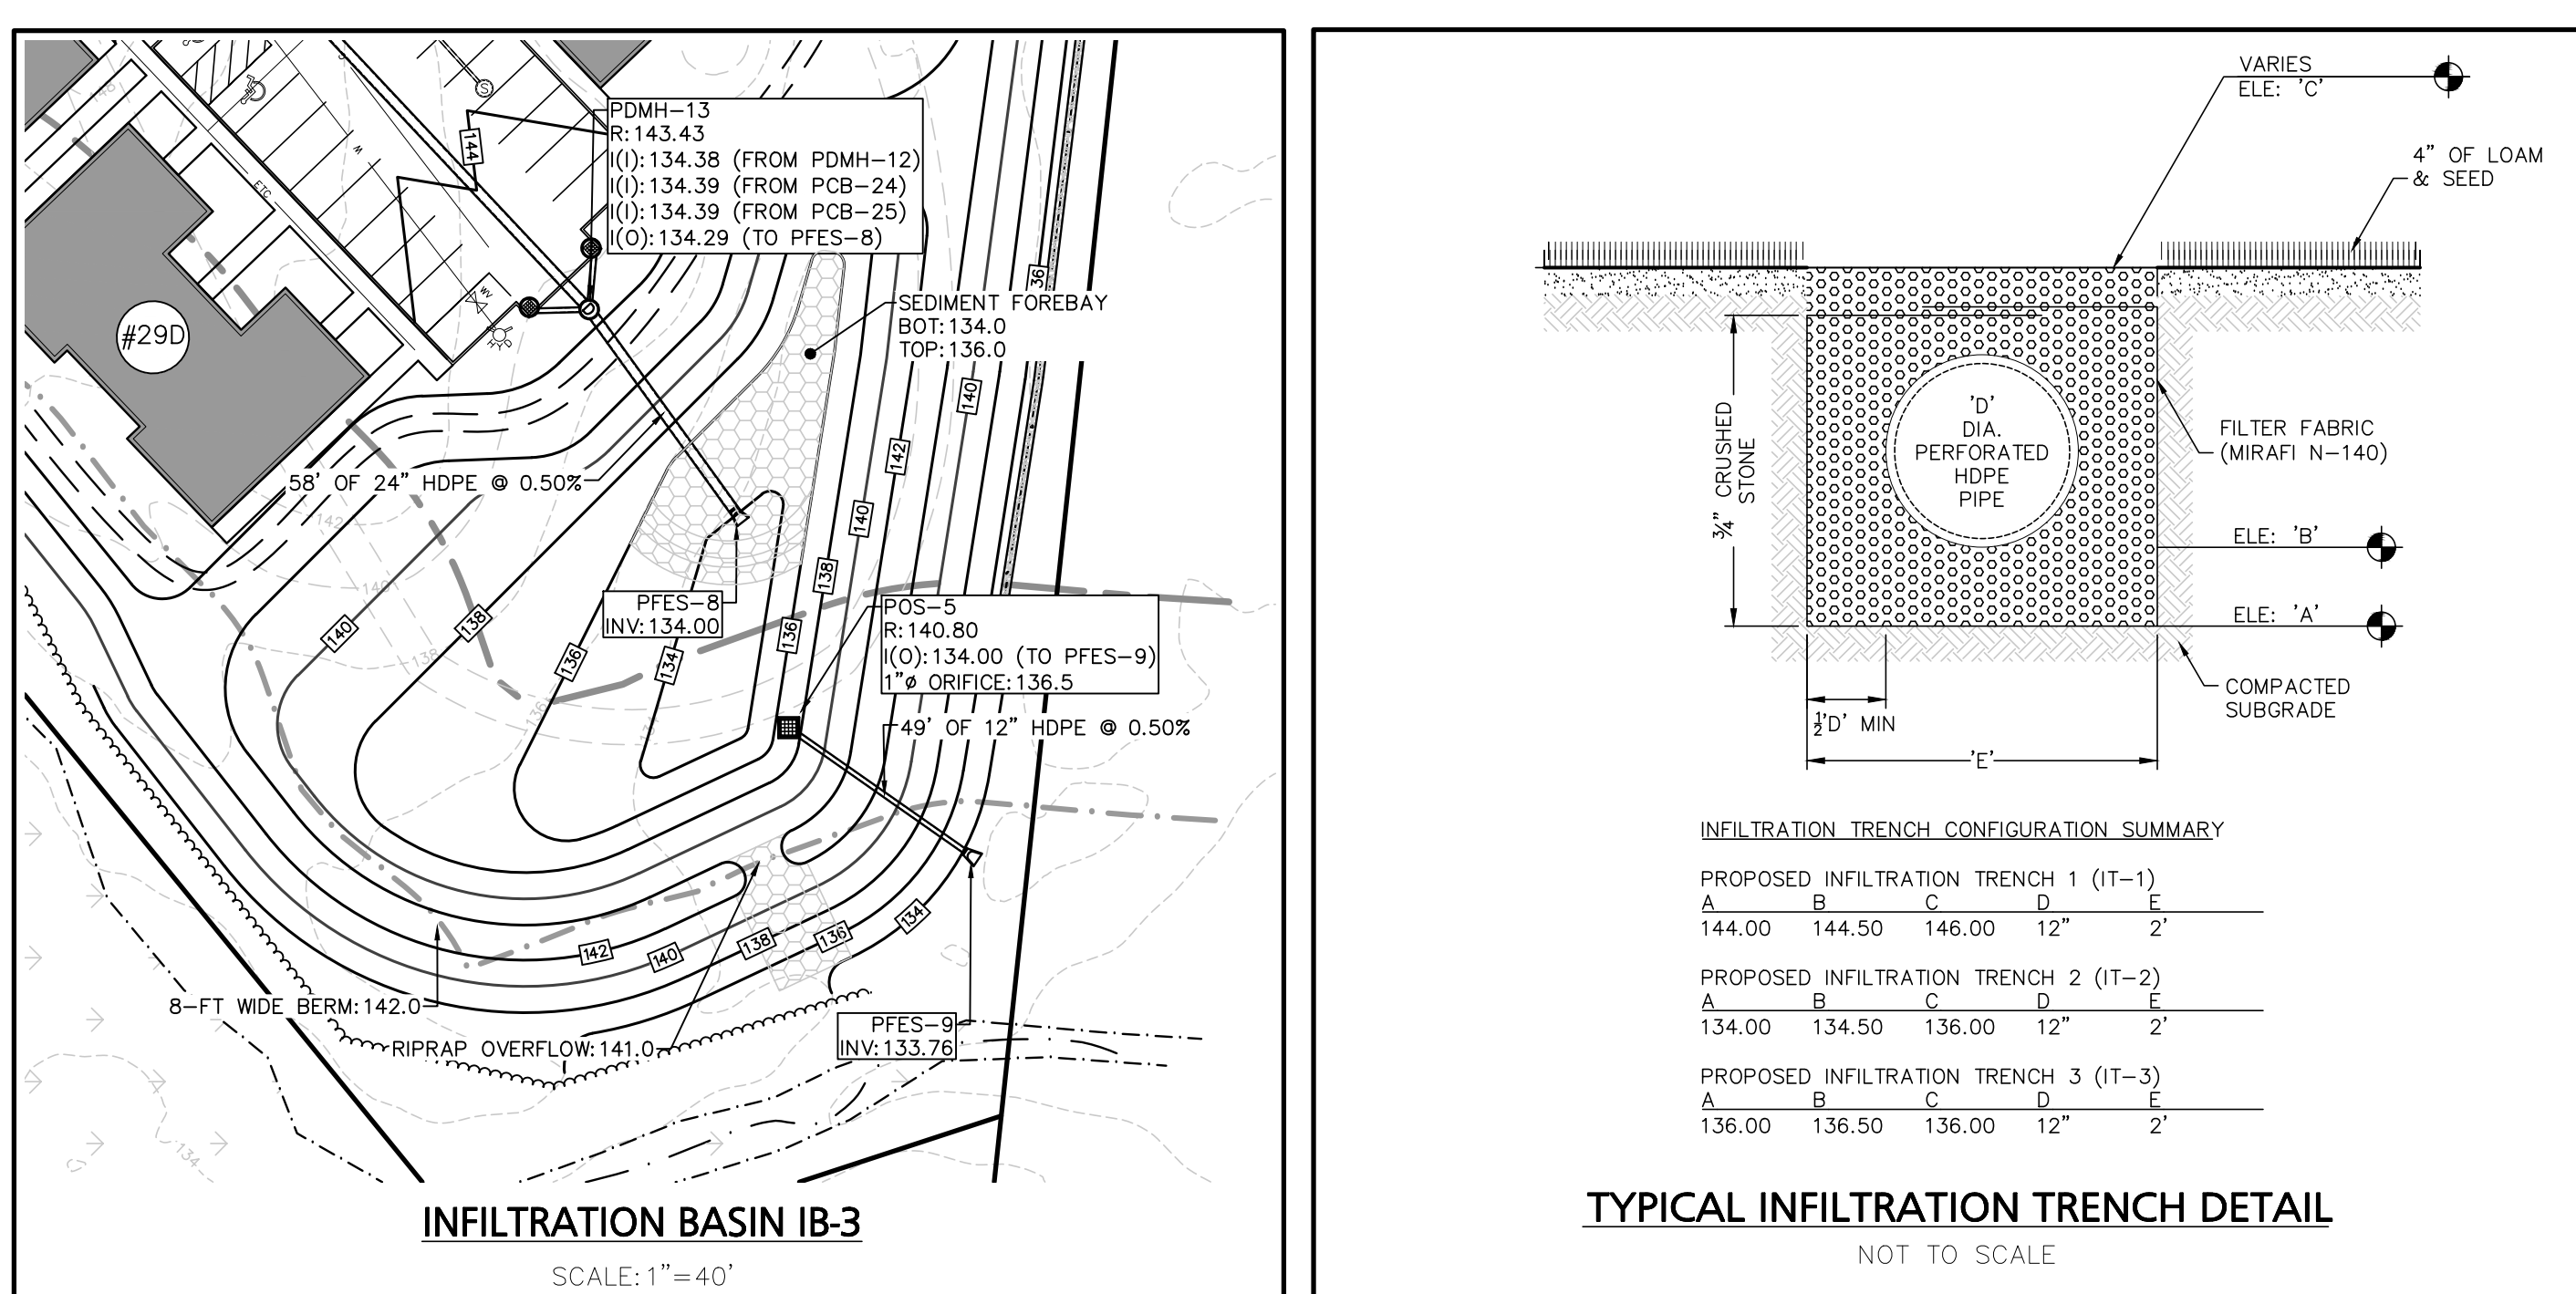 PDMH-13
R:143.43
I(I):134.38 (FROM PDMH-12)
I(I):134.39 (FROM PCB-24)
I(I):134.39 (FROM PCB-25)
I(O):134.29 (TO PFES-8)
144
146
S
W
ETC
WV
HYD
#29D
SEDIMENT FOREBAY
BOT:134.0
TOP:136.0
36
140
142
140
138
136
58' OF 24" HDPE @ 0.50%
142
140
138
136
140
138
136
134
PFES-8
INV:134.00
POS-5
R:140.80
I(O):134.00 (TO PFES-9)
1"ø ORIFICE:136.5
49' OF 12" HDPE @ 0.50%
142
140
138
136
134
8-FT WIDE BERM:142.0
RIPRAP OVERFLOW:141.0
PFES-9
INV:133.76
134
INFILTRATION BASIN IB-3
SCALE:1"=40'
VARIES
ELE: 'C'
4" OF LOAM
& SEED
3/4" CRUSHED
STONE
'D'
DIA.
PERFORATED
HDPE
PIPE
FILTER FABRIC
(MIRAFI N-140)
ELE: 'B'
ELE: 'A'
COMPACTED
SUBGRADE
½'D' MIN
'E'
INFILTRATION TRENCH CONFIGURATION SUMMARY
PROPOSED INFILTRATION TRENCH 1 (IT-1)
A B C D E
144.00 144.50 146.00 12" 2'
PROPOSED INFILTRATION TRENCH 2 (IT-2)
A B C D E
134.00 134.50 136.00 12" 2'
PROPOSED INFILTRATION TRENCH 3 (IT-3)
A B C D E
136.00 136.50 136.00 12" 2'
TYPICAL INFILTRATION TRENCH DETAIL
NOT TO SCALE